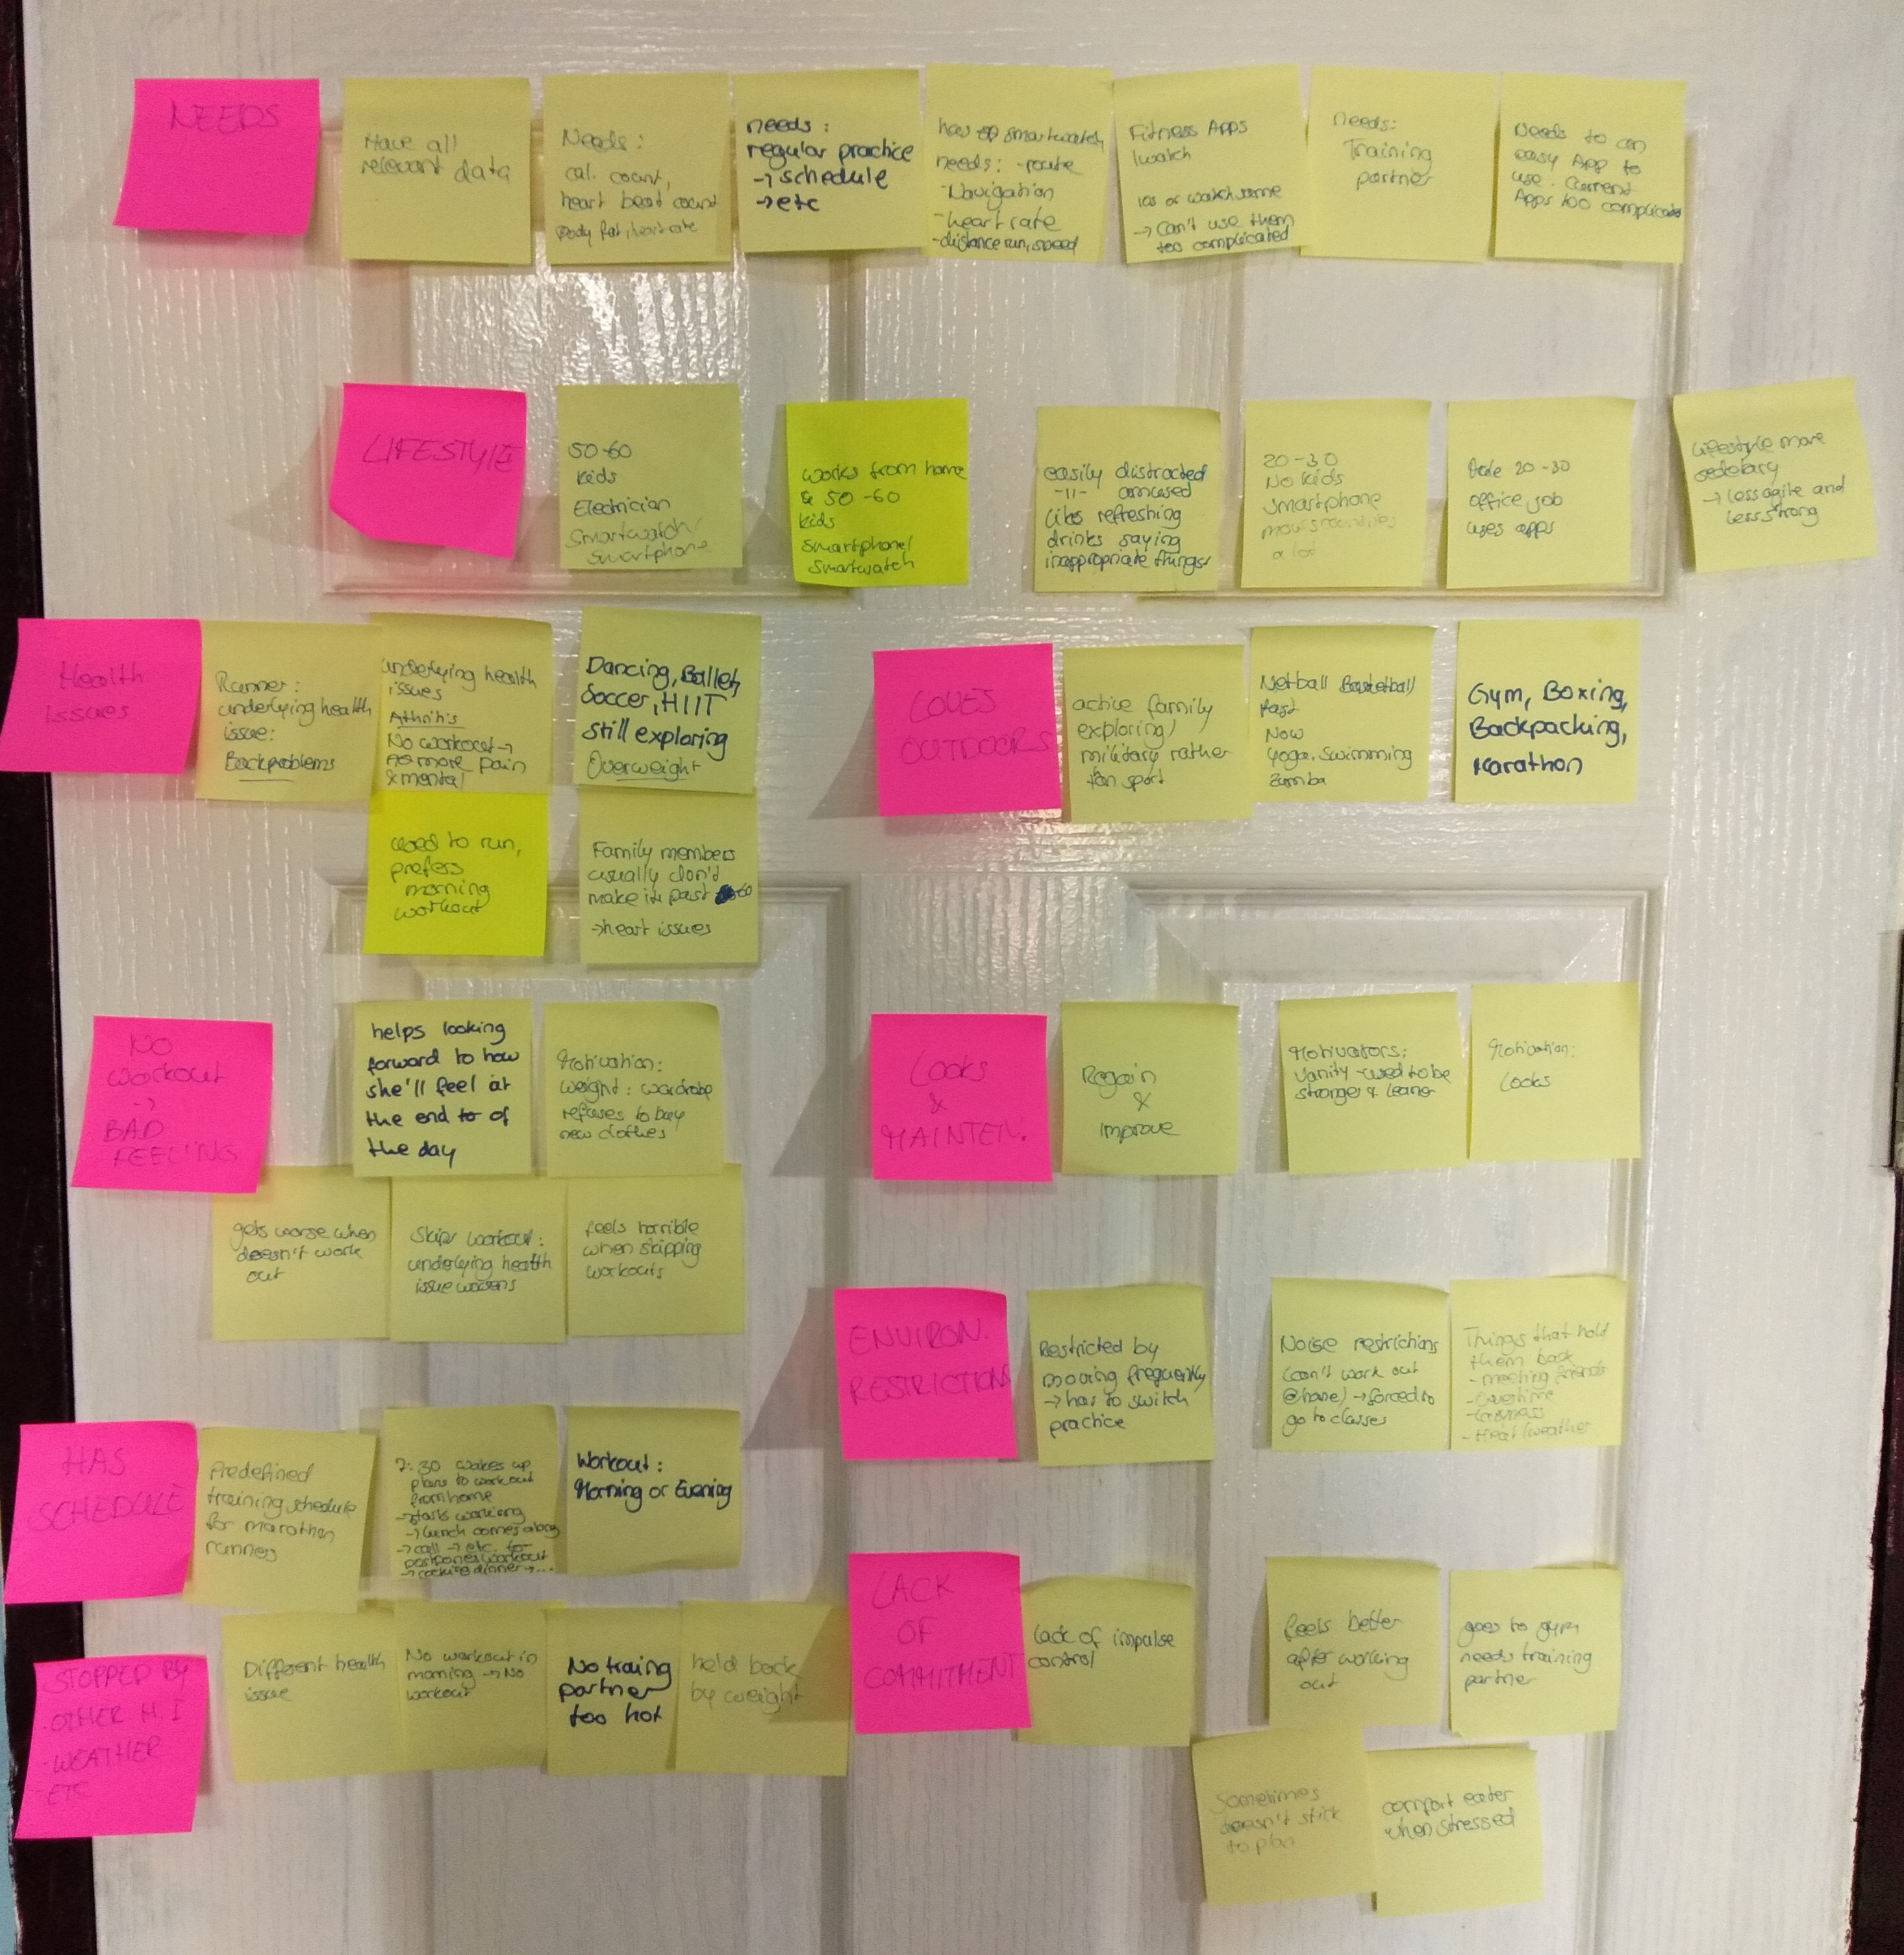 NEEDS
Have all
relevant data
Needs:
cal. count,
heart beat count
body fat, heart rate
needs:
regular practice
→ schedule
→ etc
smartwatch
needs: -route
-Navigation
-heart rate
-distance run, speed
Fitness Apps
Iwatch
ios or watch
→ Can't use them
too complicated
Needs:
Training
partner
Needs to an
easy App to
use. Current
Apps too complicated
LIFESTYLE
50-60
Kids
Electrician
Smartwatch/
Smartphone
works from home
& 50-60
kids
Smartphone/
Smartwatch
easily distracted
-11- amused
likes refreshing
drinks saying
inappropriate things
20-30
No Kids
Smartphone
moves countries
a lot
20-30
office job
uses apps
Lifestyle more
sedetary
→ less agile and
less strong
Health
issues
Runner:
underlying health
issue:
Backproblems
underlying health
issues
Athritis
No workout →
more pain
& mental
Dancing, Ballet,
Soccer, HIIT
still exploring
Overweight
used to run,
prefers
morning
workout
Family members
usually don't
make it past 60
→ heart issues
LOVES
OUTDOORS
active family
exploring/
military rather
than sport
Netball Basketball/
Past
Now
Yoga, Swimming
Zumba
Gym, Boxing,
Backpacking,
Marathon
NO
WORKOUT
→
BAD
FEELING
helps looking
forward to how
she'll feel at
the end to of
the day
Motivation:
weight: wardrobe
refuses to buy
new clothes
gets worse when
doesn't work
out
Skips workout:
underlying health
issue worsens
feels horrible
when skipping
workouts
Looks
&
MAINTEN.
Regain
&
improve
Motivators:
vanity -used to be
stronger & leaner
Motivation:
Looks
ENVIRON.
RESTRICTIONS
Restricted by
moving frequently
→ has to switch
practice
Noise restrictions
(can't work out
@home) → forced to
go to classes
Things that hold
them back
-meeting friends
-overtime
-laziness
-Heat/weather
HAS
SCHEDULE
Predefined
training schedule
for marathon
runners
7:30 wakes up
plans to workout
from home
→ starts working
→ lunch comes along
→ call → etc.
postpones workout
→ cooking dinner → ...
Workout:
Morning or Evening
STOPPED BY
-OTHER H.I
-WEATHER
-ETC
Different health
issue
No workout in
morning → No
workout
No traing
partner
too hot
held back
by weight
LACK
OF
COMMITMENT
lack of impulse
control
feels better
after working
out
goes to gym
needs training
partner
Sometimes
doesn't stick
to plan
comfort eater
when stressed